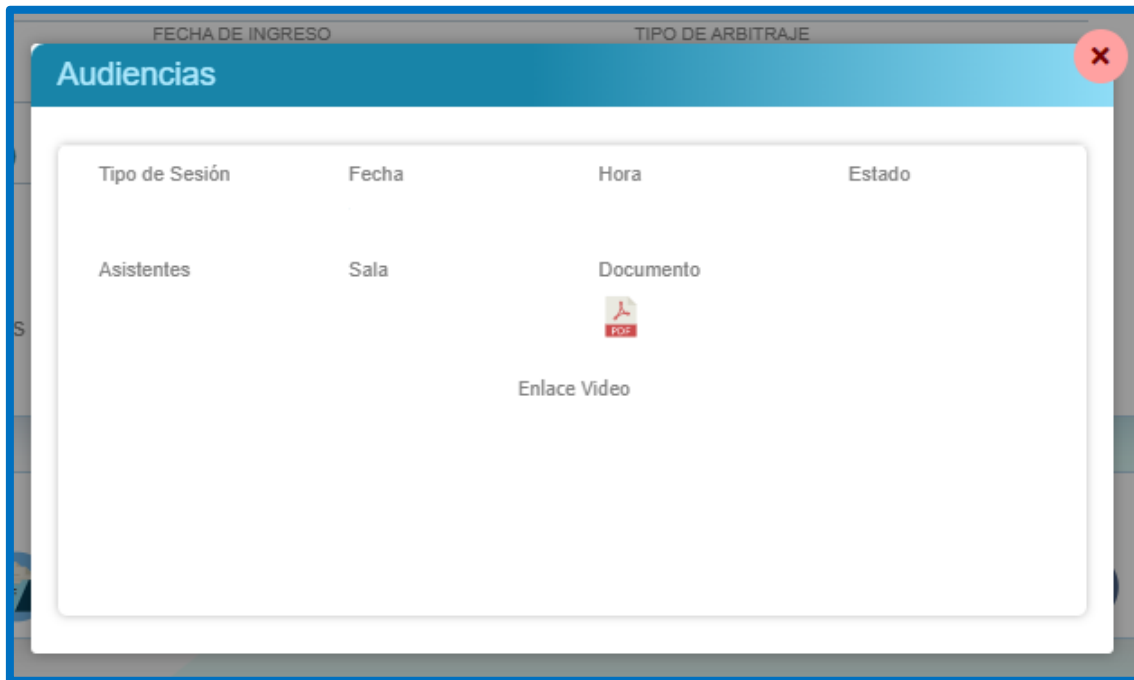 FECHA DE INGRESO TIPO DE ARBITRAJE
Audiencias
Tipo de Sesión Fecha Hora Estado
Asistentes Sala Documento
PDF
S
Enlace Video